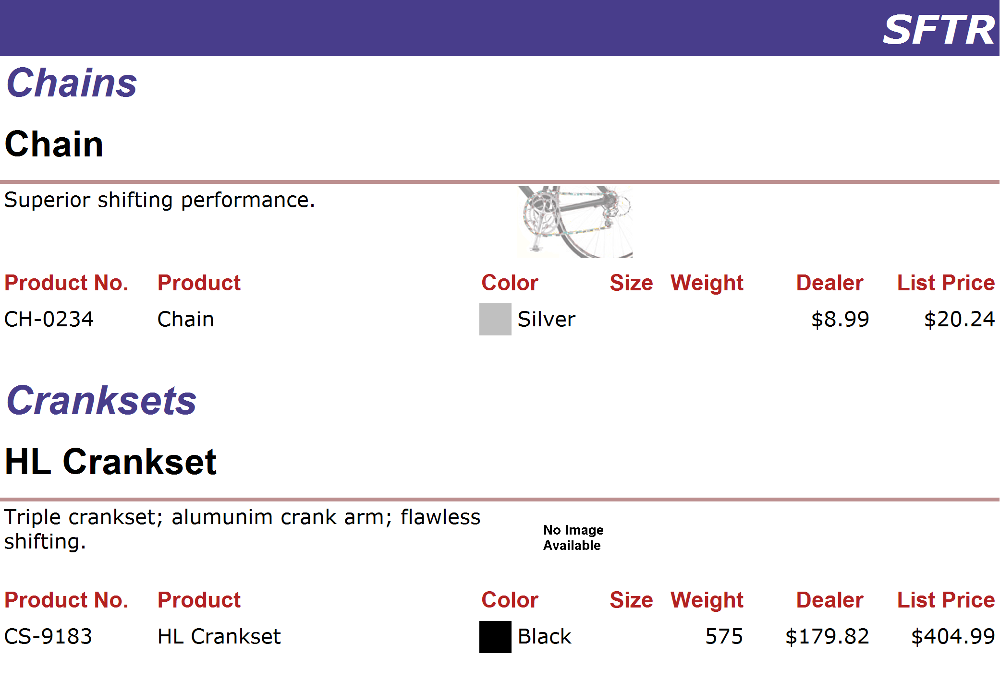 SFTR
Chains
Chain
Superior shifting performance.
Product No. Product Color Size Weight Dealer List Price
CH-0234 Chain Silver $8.99 $20.24
Cranksets
HL Crankset
Triple crankset; alumunim crank arm; flawless
shifting.
No Image
Available
Product No. Product Color Size Weight Dealer List Price
CS-9183 HL Crankset Black 575 $179.82 $404.99